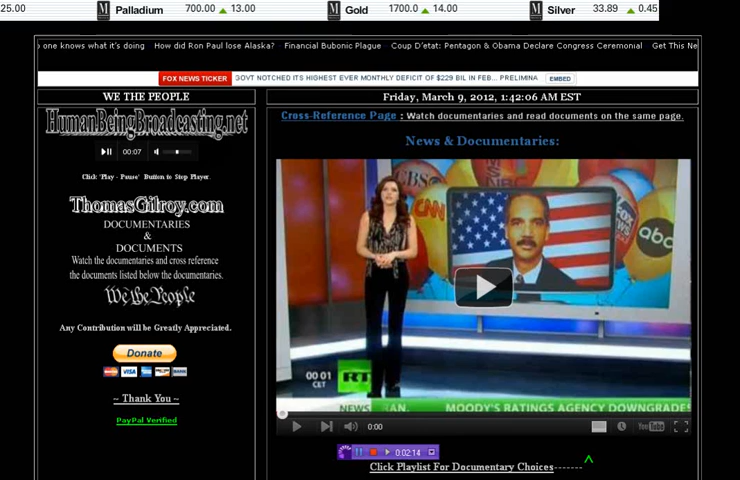 25.00 Palladium 700.00 13.00 Gold 1700.0 14.00 Silver 33.89 0.45
one knows what it's doing How did Ron Paul lose Alaska? Financial Bubonic Plague Coup D'etat: Pentagon & Obama Declare Congress Ceremonial Get This Ne
FOX NEWS TICKER GOVT NOTCHED ITS HIGHEST EVER MONTHLY DEFICIT OF $229 BIL IN FEB... PRELIMINA EMBED
WE THE PEOPLE
HumanBeingBroadcasting.net
00:07
Click 'Play - Pause' Button to Stop Player.
ThomasGilroy.com
DOCUMENTARIES
&
DOCUMENTS
Watch the documentaries and cross reference
the documents listed below the documentaries.
We the People
Any Contribution will be Greatly Appreciated.
Donate
VISA
~ Thank You ~
PayPal Verified
Friday, March 9, 2012, 1:42:06 AM EST
Cross-Reference Page : Watch documentaries and read documents on the same page.
News & Documentaries:
CBS
MSNBC
CNN
FOX
NEWS
abc
00:01
CET
RT
NEWS RAN. MOODY'S RATINGS AGENCY DOWNGRADES
0:00 YouTube
0:02:14
Click Playlist For Documentary Choices-------
^